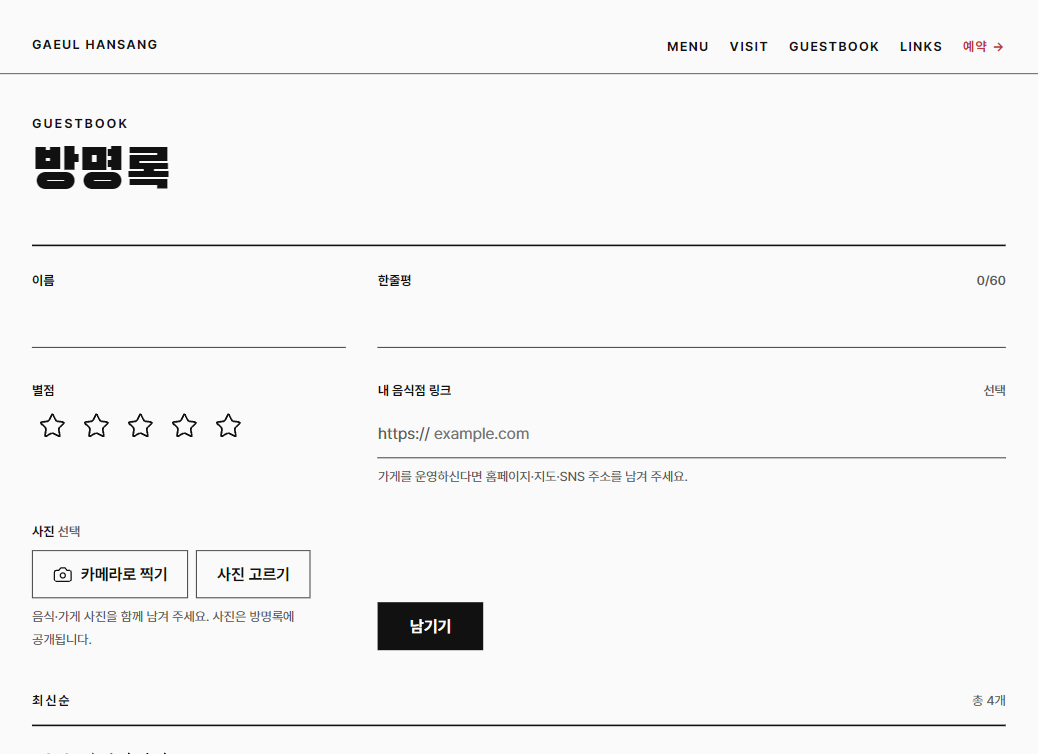 GAEUL HANSANG
MENU VISIT GUESTBOOK LINKS 예약 →
GUESTBOOK
방명록
이름
한줄평 0/60
별점
내 음식점 링크 선택
https:// example.com
가게를 운영하신다면 홈페이지·지도·SNS 주소를 남겨 주세요.
사진 선택
카메라로 찍기 사진 고르기
음식·가게 사진을 함께 남겨 주세요. 사진은 방명록에
공개됩니다.
남기기
최신순 총 4개